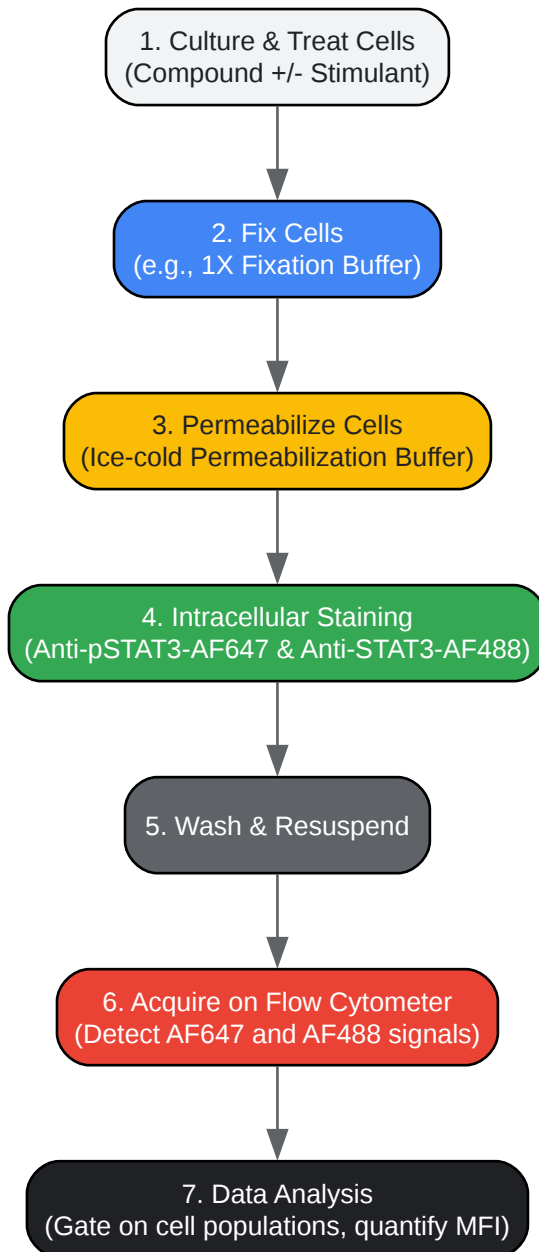 1. Culture & Treat Cells
(Compound +/- Stimulant)
2. Fix Cells
(e.g., 1X Fixation Buffer)
3. Permeabilize Cells
(Ice-cold Permeabilization Buffer)
4. Intracellular Staining
(Anti-pSTAT3-AF647 & Anti-STAT3-AF488)
5. Wash & Resuspend
6. Acquire on Flow Cytometer
(Detect AF647 and AF488 signals)
7. Data Analysis
(Gate on cell populations, quantify MFI)